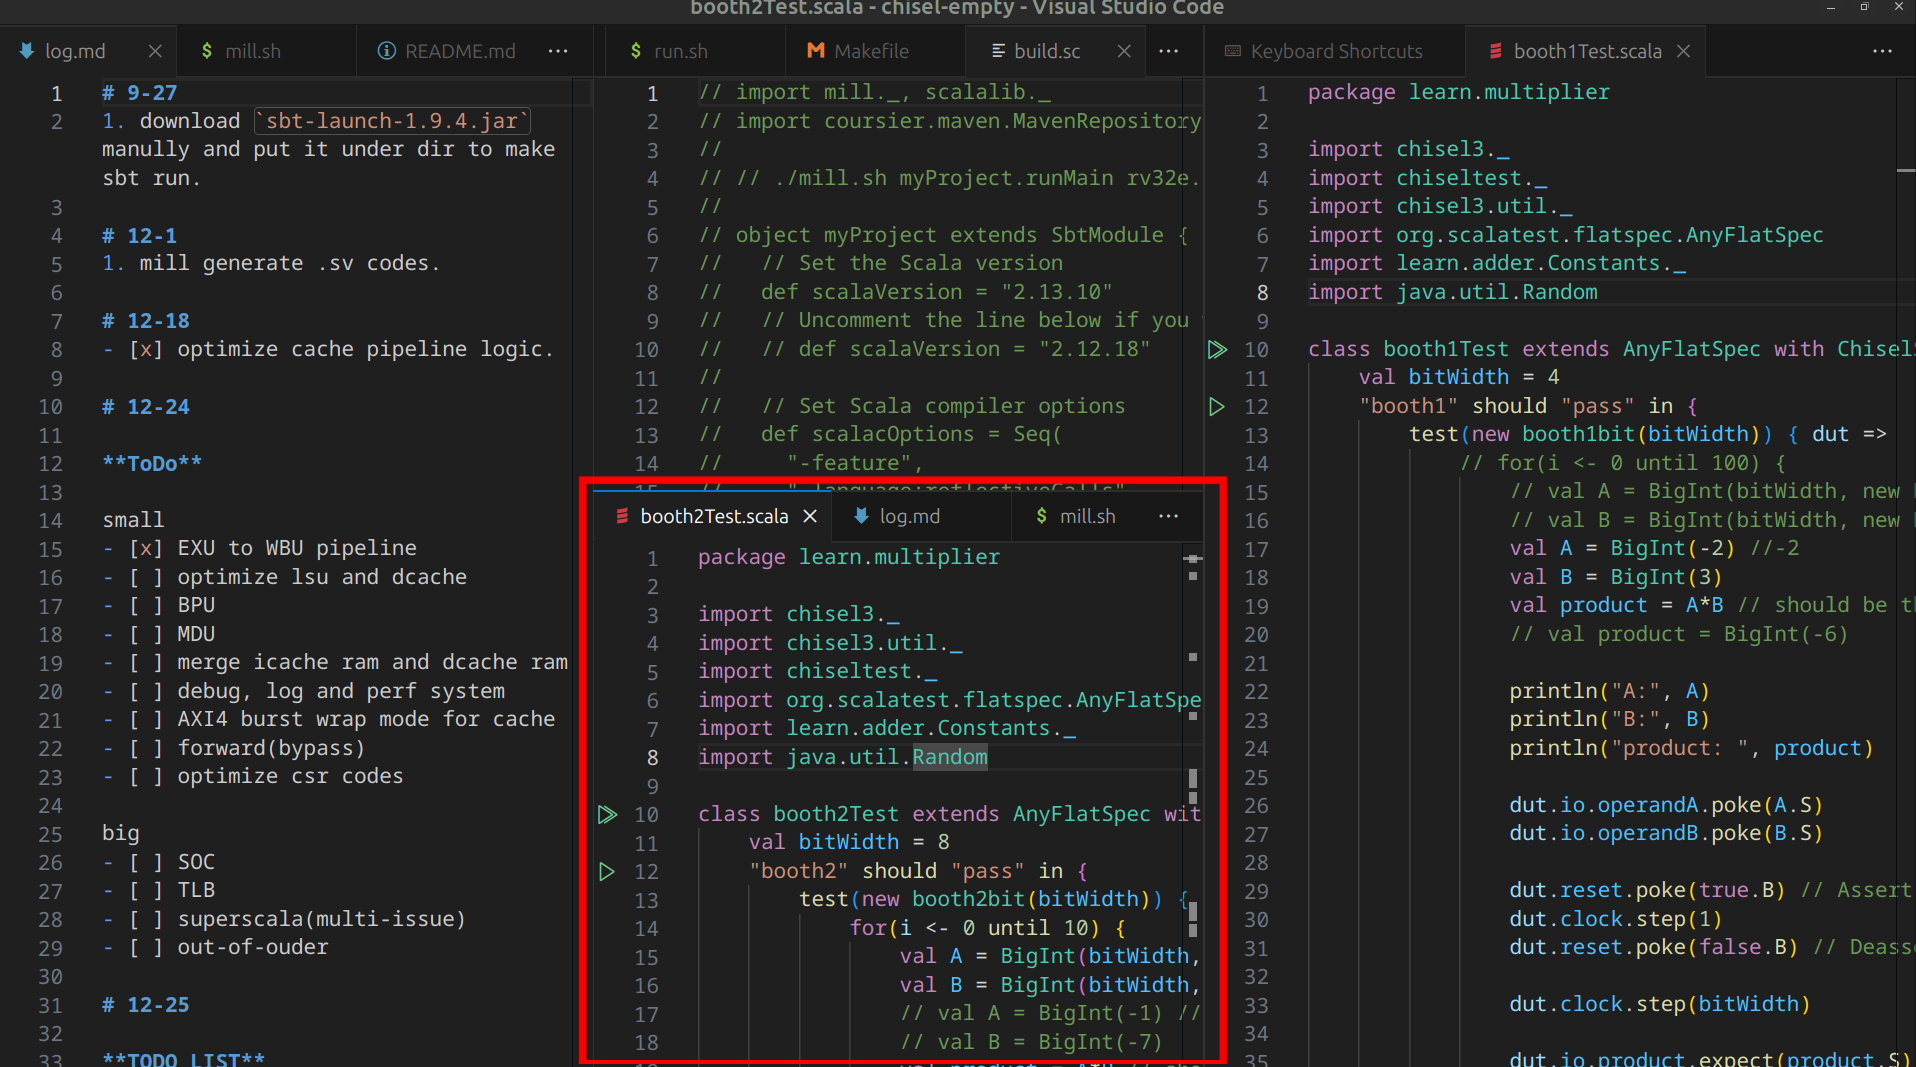 booth2Test.scala - chisel-empty - Visual Studio Code
log.md
$ mill.sh
README.md
1 # 9-27
2 1. download `sbt-launch-1.9.4.jar`
manully and put it under dir to make
sbt run.
3
4 # 12-1
5 1. mill generate .sv codes.
6
7 # 12-18
8 - [x] optimize cache pipeline logic.
9
10 # 12-24
11
12 **ToDo**
13
14 small
15 - [x] EXU to WBU pipeline
16 - [ ] optimize lsu and dcache
17 - [ ] BPU
18 - [ ] MDU
19 - [ ] merge icache ram and dcache ram
20 - [ ] debug, log and perf system
21 - [ ] AXI4 burst wrap mode for cache
22 - [ ] forward(bypass)
23 - [ ] optimize csr codes
24
25 big
26 - [ ] SOC
27 - [ ] TLB
28 - [ ] superscala(multi-issue)
29 - [ ] out-of-ouder
30
31 # 12-25
32
33 **TODO LIST**
$ run.sh
Makefile
build.sc
1 // import mill._, scalalib._
2 // import coursier.maven.MavenRepository
3 //
4 // // ./mill.sh myProject.runMain rv32e.
5 //
6 // object myProject extends SbtModule {
7 //   // Set the Scala version
8 //   def scalaVersion = "2.13.10"
9 //   // Uncomment the line below if you
10 //   // def scalaVersion = "2.12.18"
11 //
12 //   // Set Scala compiler options
13 //   def scalacOptions = Seq(
14 //     "-feature",
15 //     "-language:reflectiveCalls"
booth2Test.scala
log.md
$ mill.sh
1 package learn.multiplier
2
3 import chisel3._
4 import chisel3.util._
5 import chiseltest._
6 import org.scalatest.flatspec.AnyFlatSpe
7 import learn.adder.Constants._
8 import java.util.Random
9
10 class booth2Test extends AnyFlatSpec wit
11 val bitWidth = 8
12 "booth2" should "pass" in {
13 test(new booth2bit(bitWidth)) {
14 for(i <- 0 until 10) {
15 val A = BigInt(bitWidth,
16 val B = BigInt(bitWidth,
17 // val A = BigInt(-1) //
18 // val B = BigInt(-7)
val product = A*B //
Keyboard Shortcuts
booth1Test.scala
1 package learn.multiplier
2
3 import chisel3._
4 import chiseltest._
5 import chisel3.util._
6 import org.scalatest.flatspec.AnyFlatSpec
7 import learn.adder.Constants._
8 import java.util.Random
9
10 class booth1Test extends AnyFlatSpec with Chisel
11 val bitWidth = 4
12 "booth1" should "pass" in {
13 test(new booth1bit(bitWidth)) { dut =>
14 // for(i <- 0 until 100) {
15 // val A = BigInt(bitWidth, new
16 // val B = BigInt(bitWidth, new
17 val A = BigInt(-2) //-2
18 val B = BigInt(3)
19 val product = A*B // should be t
20 // val product = BigInt(-6)
21
22 println("A:", A)
23 println("B:", B)
24 println("product: ", product)
25
26 dut.io.operandA.poke(A.S)
27 dut.io.operandB.poke(B.S)
28
29 dut.reset.poke(true.B) // Assert
30 dut.clock.step(1)
31 dut.reset.poke(false.B) // Deass
32
33 dut.clock.step(bitWidth)
34
35 dut.io.product.expect(product.S)